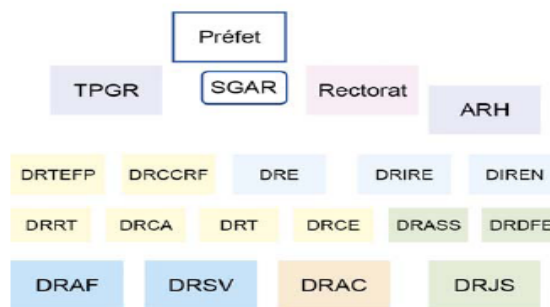 Préfet
TPGR
SGAR
Rectorat
ARH
DRTEFP DRCCRF DRE DRIRE DIREN
DRRT DRCA DRT DRCE DRASS DRDFE
DRAF DRSV DRAC DRJS